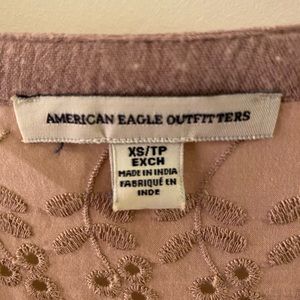 AMERICAN EAGLE OUTFITTERS
XS/TP
EXCH
MADE IN INDIA
FABRIQUÉ EN
INDE